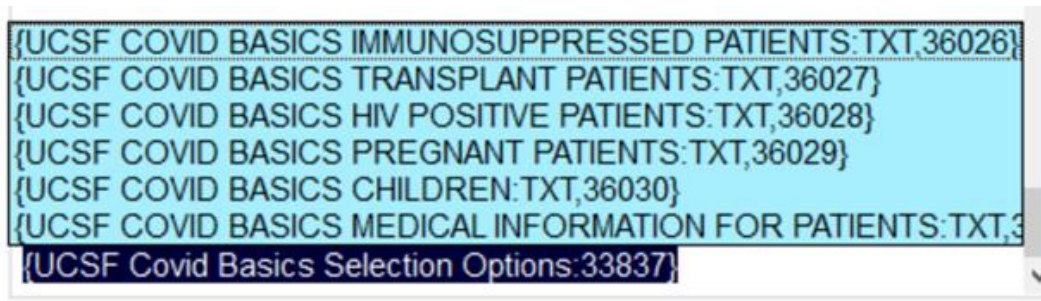 {UCSF COVID BASICS IMMUNOSUPPRESSED PATIENTS:TXT,36026}
{UCSF COVID BASICS TRANSPLANT PATIENTS:TXT,36027}
{UCSF COVID BASICS HIV POSITIVE PATIENTS:TXT,36028}
{UCSF COVID BASICS PREGNANT PATIENTS:TXT,36029}
{UCSF COVID BASICS CHILDREN:TXT,36030}
{UCSF COVID BASICS MEDICAL INFORMATION FOR PATIENTS:TXT,3
{UCSF Covid Basics Selection Options:33837}